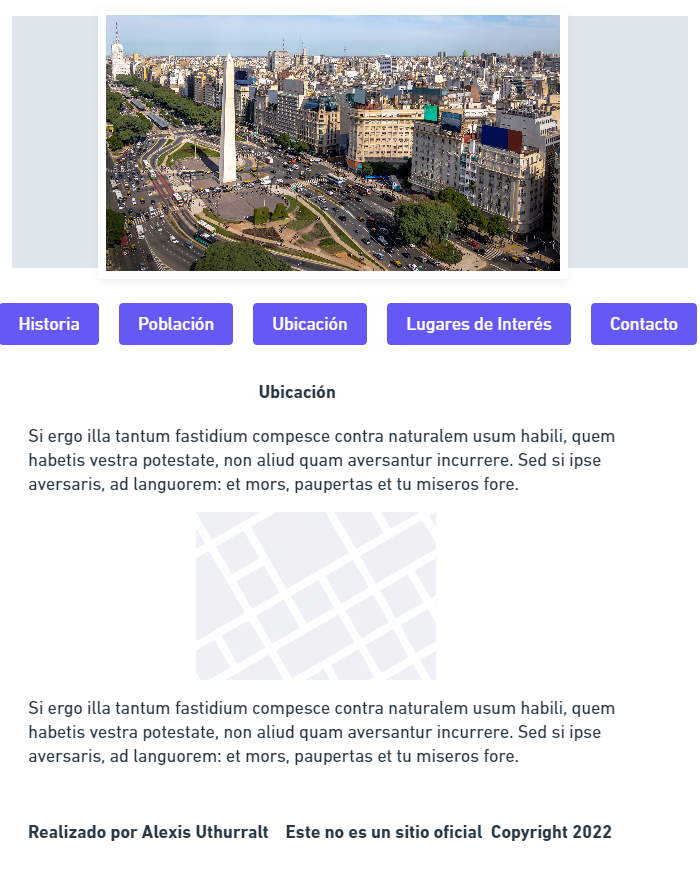 Historia
Población
Ubicación
Lugares de Interés
Contacto
Ubicación
Si ergo illa tantum fastidium compesce contra naturalem usum habili, quem
habetis vestra potestate, non aliud quam aversantur incurrere. Sed si ipse
aversaris, ad languorem: et mors, paupertas et tu miseros fore.
Si ergo illa tantum fastidium compesce contra naturalem usum habili, quem
habetis vestra potestate, non aliud quam aversantur incurrere. Sed si ipse
aversaris, ad languorem: et mors, paupertas et tu miseros fore.
Realizado por Alexis Uthurralt Este no es un sitio oficial Copyright 2022